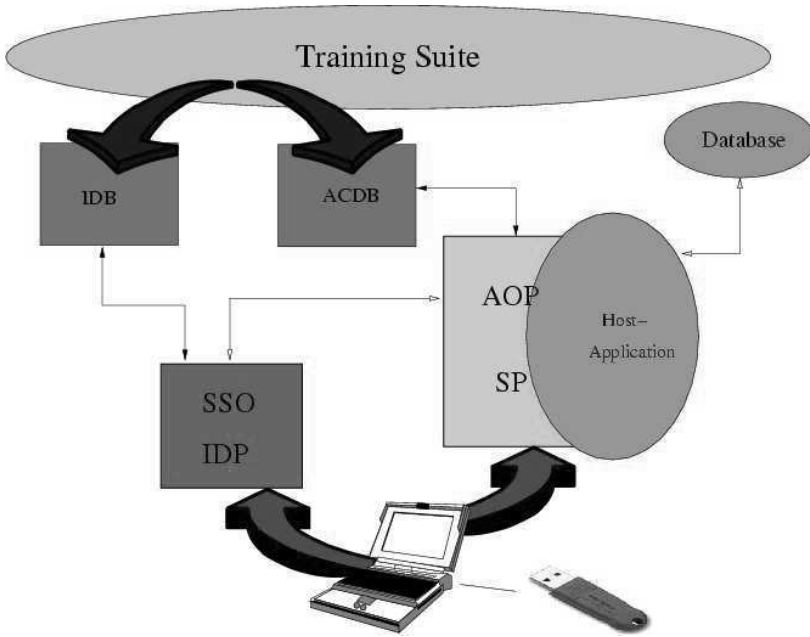 Training Suite
Database
IDB
ACDB
AOP
Host-
Application
SP
SSO
IDP